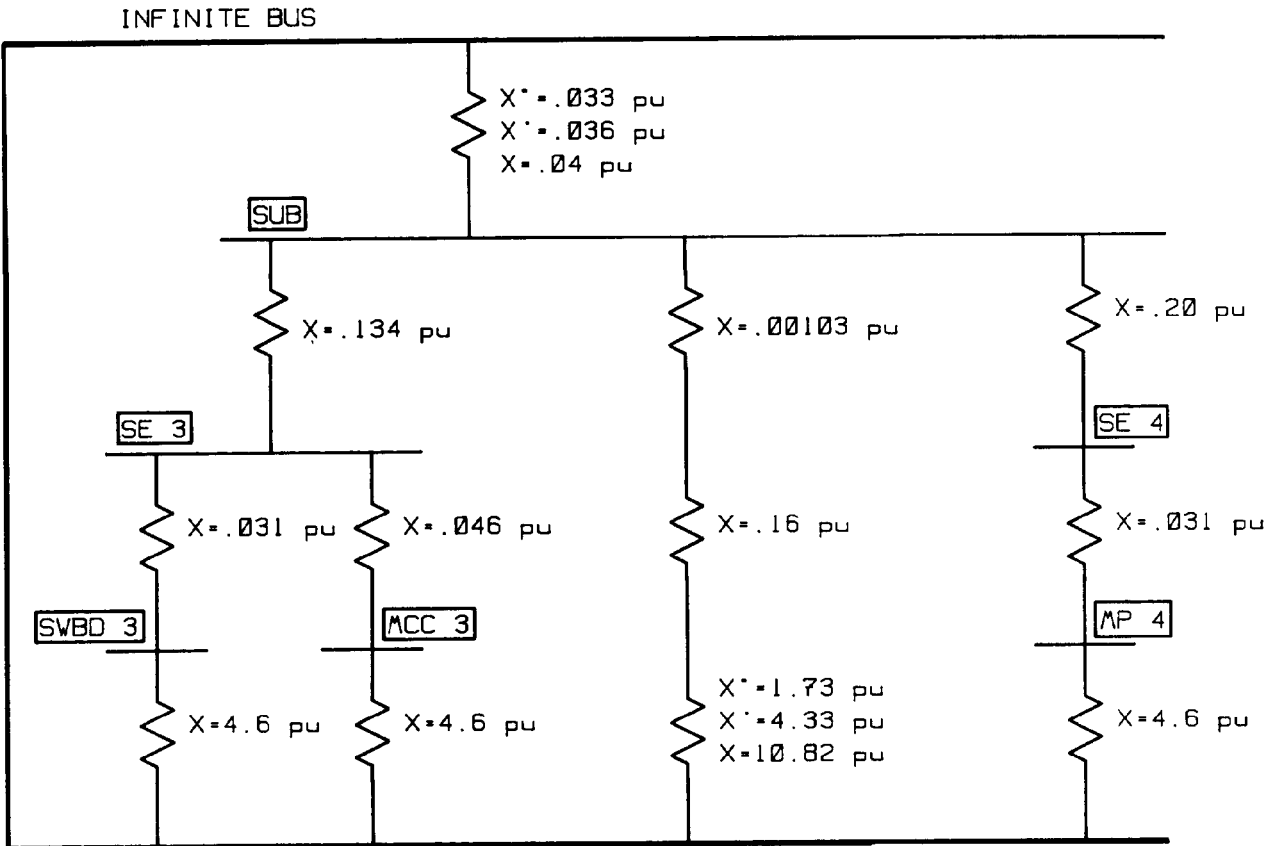 INFINITE BUS
X"=.033 pu
X'=.036 pu
X=.04 pu
SUB
X=.134 pu
X=.00103 pu
X=.20 pu
SE 3
SE 4
X=.031 pu
X=.046 pu
X=.16 pu
X=.031 pu
SWBD 3
MCC 3
MP 4
X"=1.73 pu
X'=4.33 pu
X=10.82 pu
X=4.6 pu
X=4.6 pu
X=4.6 pu